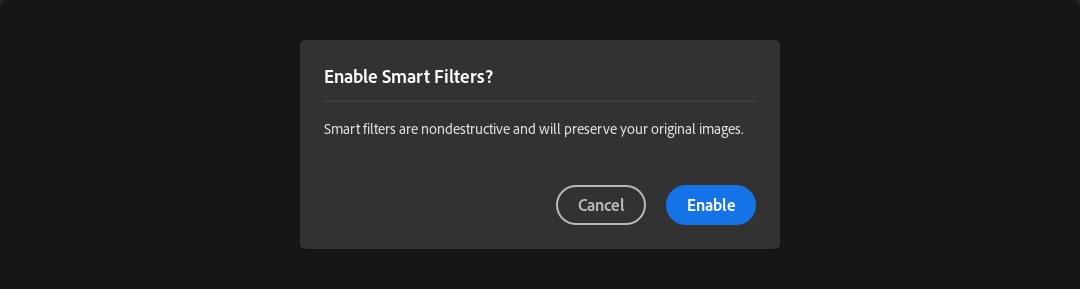 Enable Smart Filters?
Smart filters are nondestructive and will preserve your original images.
Cancel
Enable